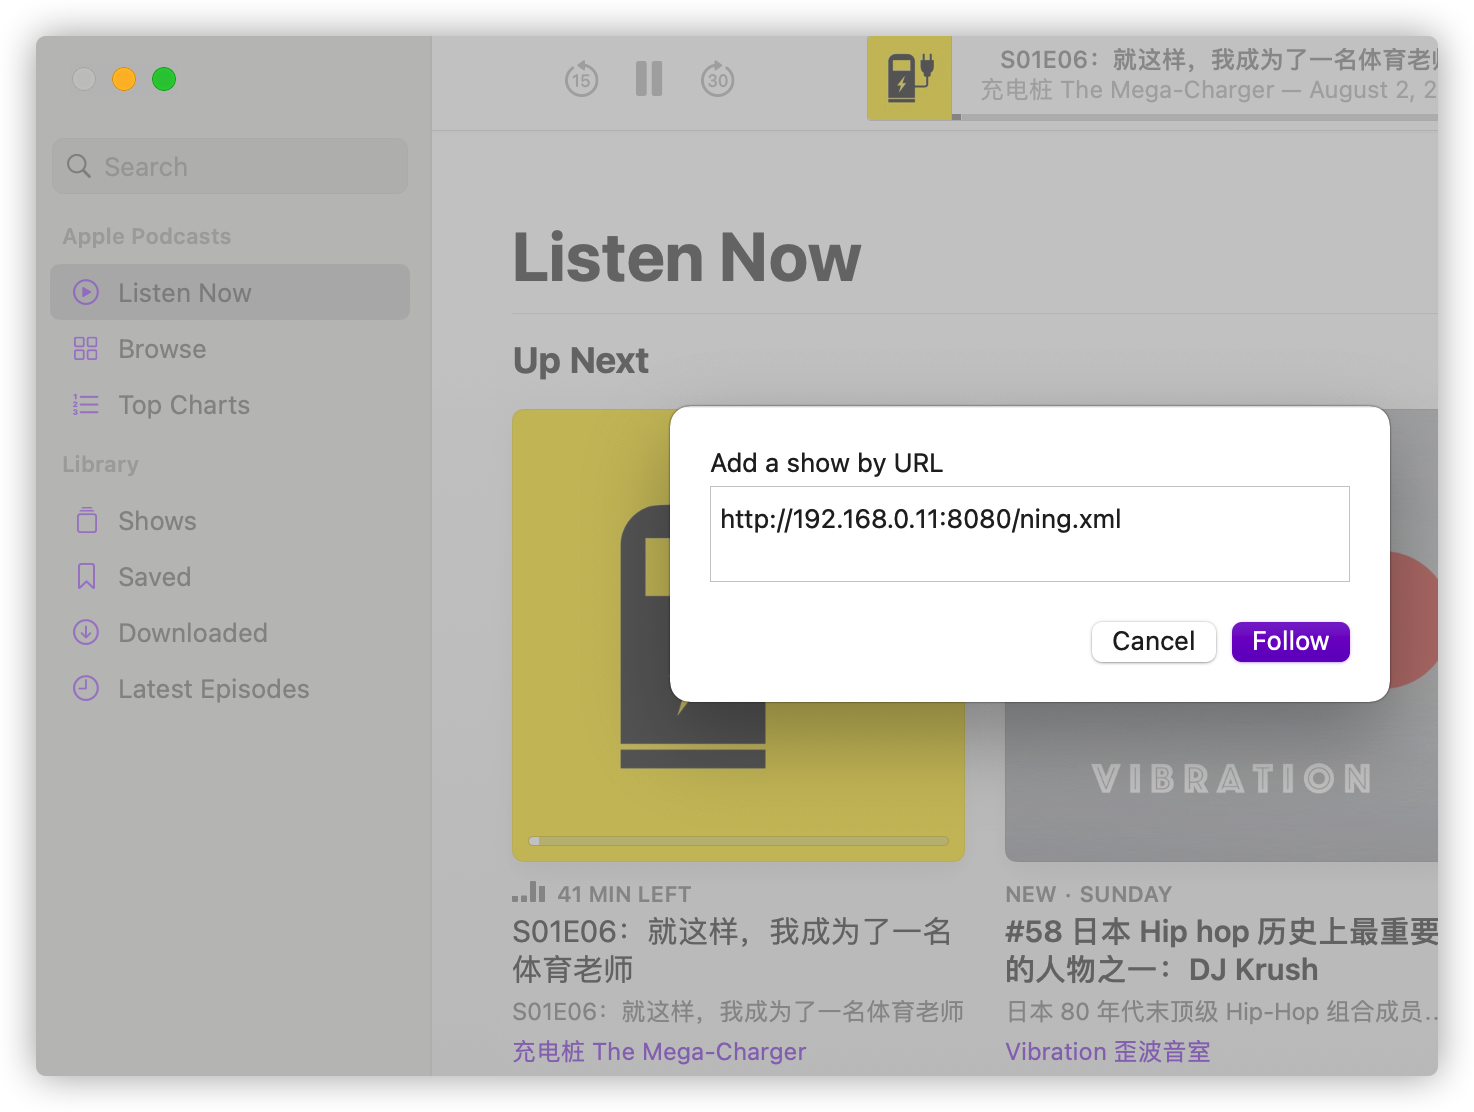 15
30
S01E06：就这样，我成为了一名体育老
充电桩 The Mega-Charger — August 2, 2
Search
Apple Podcasts
Listen Now
Browse
Top Charts
Library
Shows
Saved
Downloaded
Latest Episodes
Listen Now
Up Next
Add a show by URL
http://192.168.0.11:8080/ning.xml
Cancel
Follow
VIBRATION
41 MIN LEFT
S01E06：就这样，我成为了一名
体育老师
S01E06：就这样，我成为了一名体育老师
充电桩 The Mega-Charger
NEW · SUNDAY
#58 日本 Hip hop 历史上最重要
的人物之一：DJ Krush
日本 80 年代末顶级 Hip-Hop 组合成员...
Vibration 歪波音室